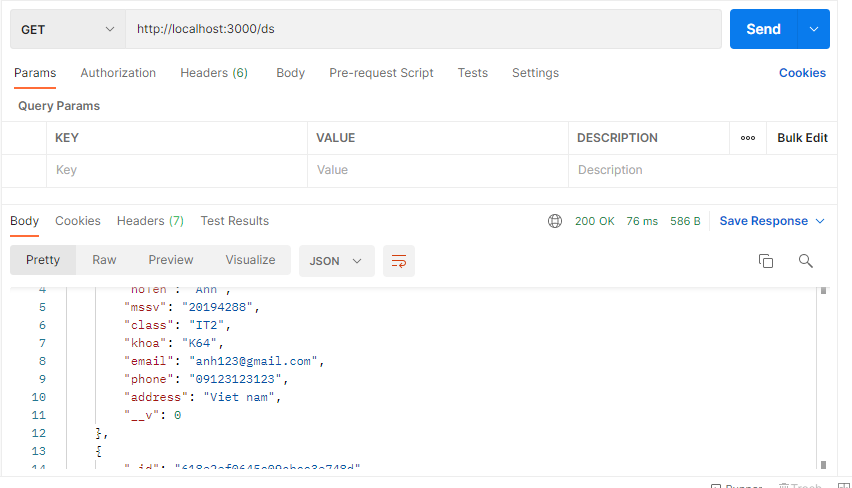 GET http://localhost:3000/ds Send
Params Authorization Headers (6) Body Pre-request Script Tests Settings Cookies
Query Params
KEY VALUE DESCRIPTION ooo Bulk Edit
Key Value Description
Body Cookies Headers (7) Test Results 200 OK 76 ms 586 B Save Response
Pretty Raw Preview Visualize JSON
4 "hoTen": "Anh",
5 "mssv": "20194288",
6 "class": "IT2",
7 "khoa": "K64",
8 "email": "anh123@gmail.com",
9 "phone": "09123123123",
10 "address": "Viet nam",
11 "__v": 0
12 },
13 {
14
Runner Trash